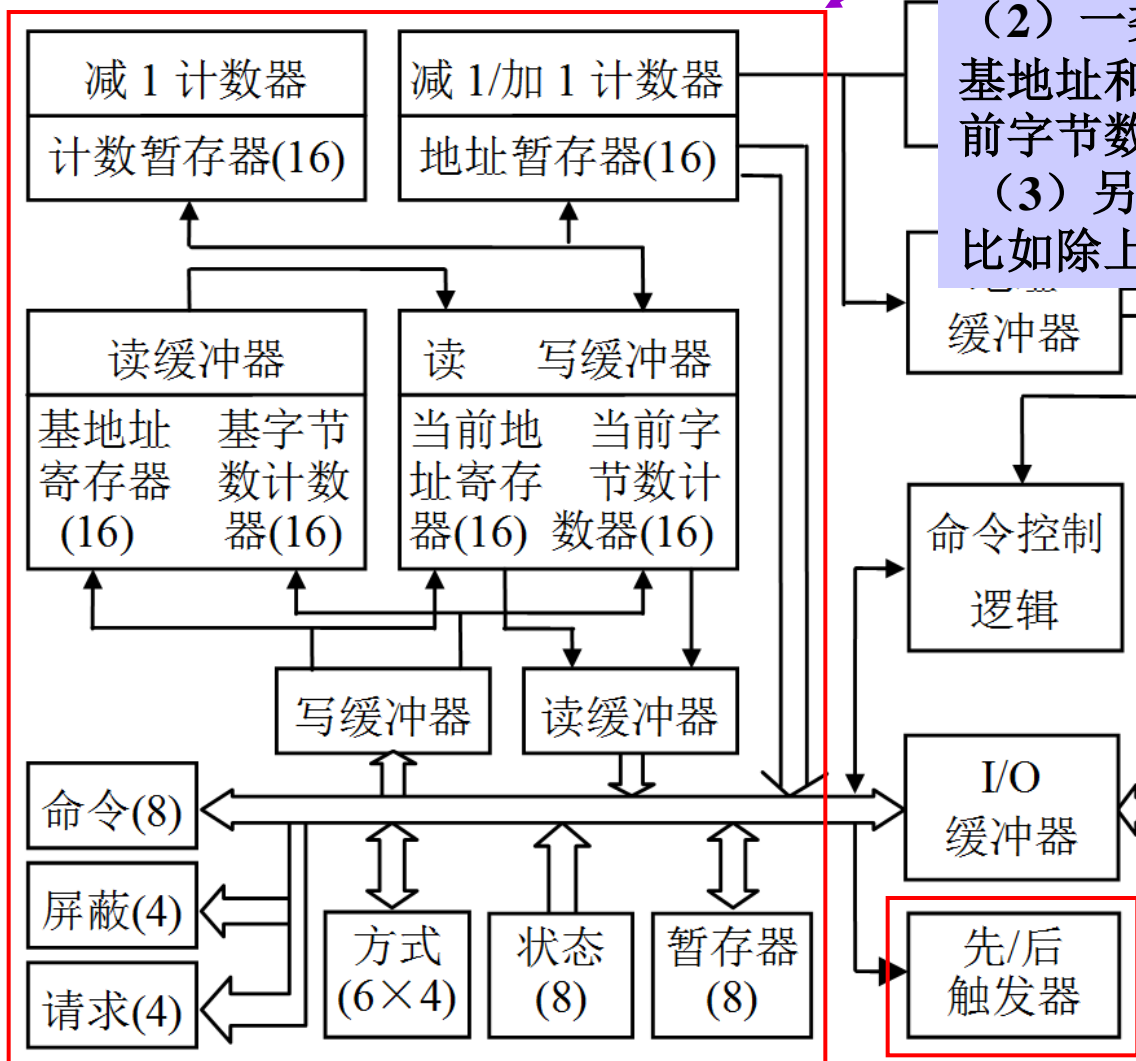 减 1 计数器
计数暂存器(16)
减 1/加 1 计数器
地址暂存器(16)
(2) 一
基地址和
前字节数
(3) 另
比如除上
读缓冲器
基地址 基字节
寄存器 数计数
(16) 器(16)
读 写缓冲器
当前地 当前字
址寄存 节数计
器(16) 数器(16)
缓冲器
命令控制
逻辑
写缓冲器
读缓冲器
命令(8)
屏蔽(4)
请求(4)
方式
(6×4)
状态
(8)
暂存器
(8)
I/O
缓冲器
先/后
触发器